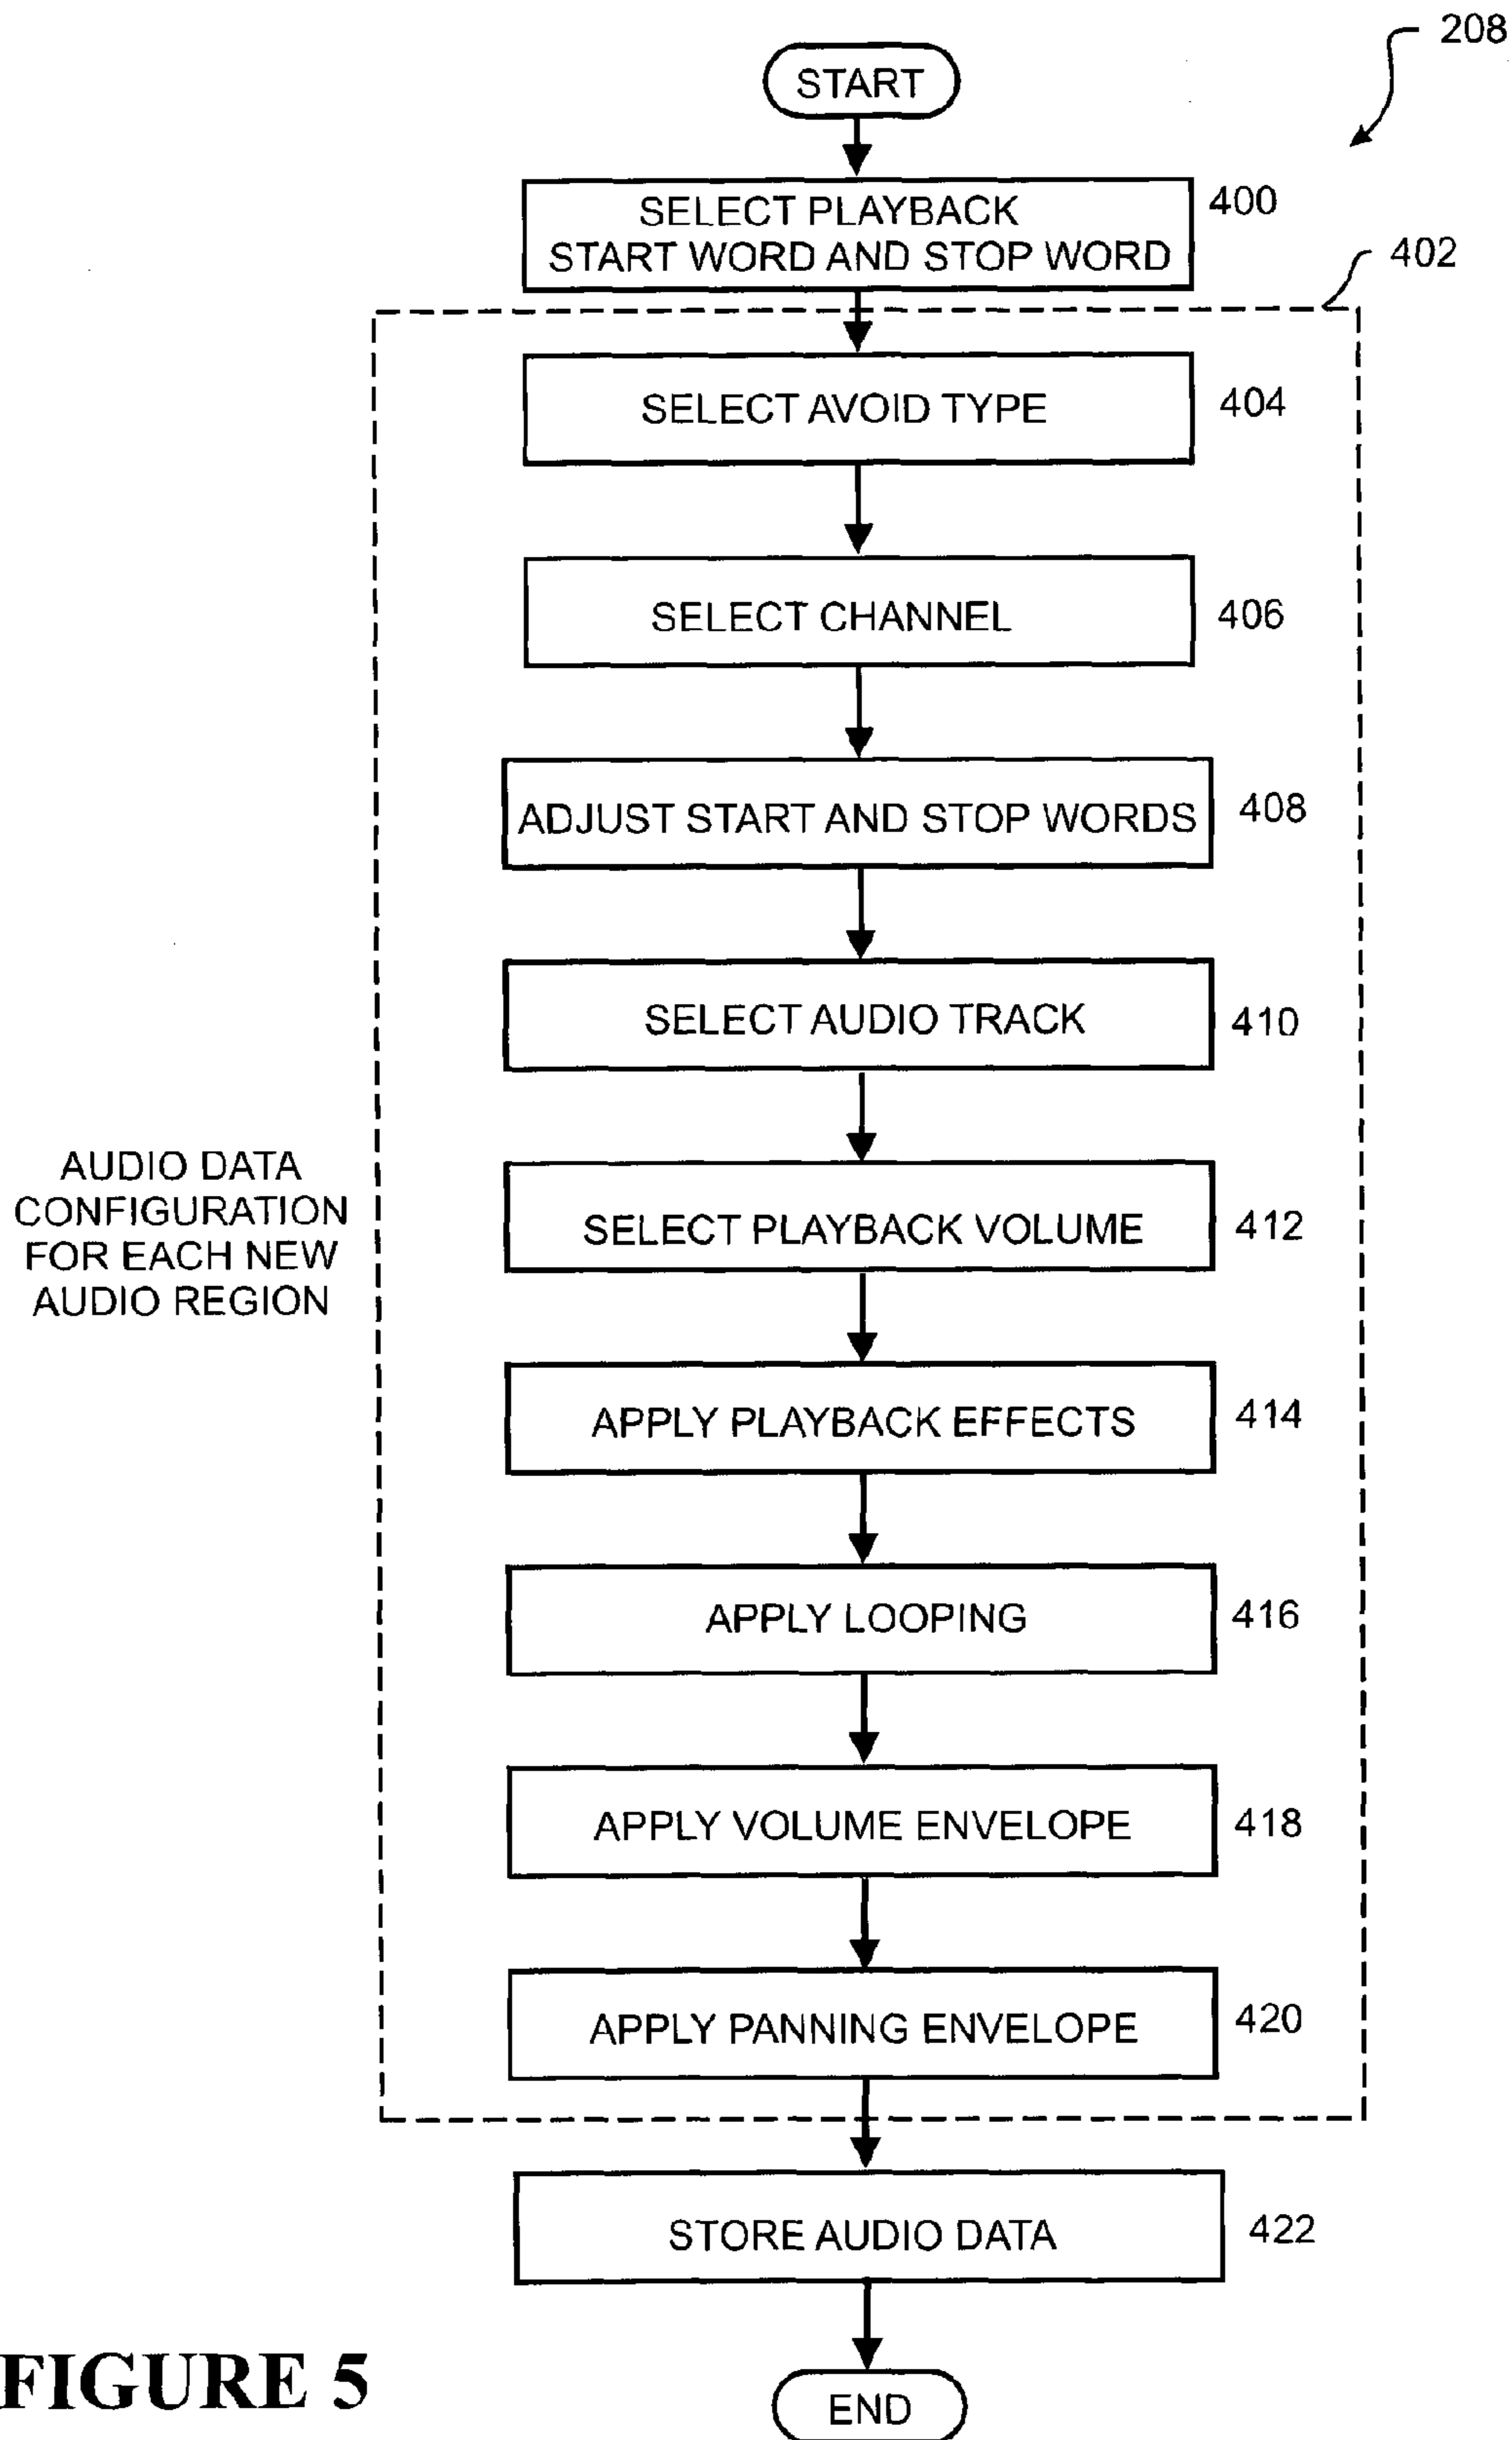 208
START
SELECT PLAYBACK
START WORD AND STOP WORD
400
402
SELECT AVOID TYPE
404
SELECT CHANNEL
406
ADJUST START AND STOP WORDS
408
SELECT AUDIO TRACK
410
AUDIO DATA
CONFIGURATION
FOR EACH NEW
AUDIO REGION
SELECT PLAYBACK VOLUME
412
APPLY PLAYBACK EFFECTS
414
APPLY LOOPING
416
APPLY VOLUME ENVELOPE
418
APPLY PANNING ENVELOPE
420
STORE AUDIO DATA
422
END
FIGURE 5